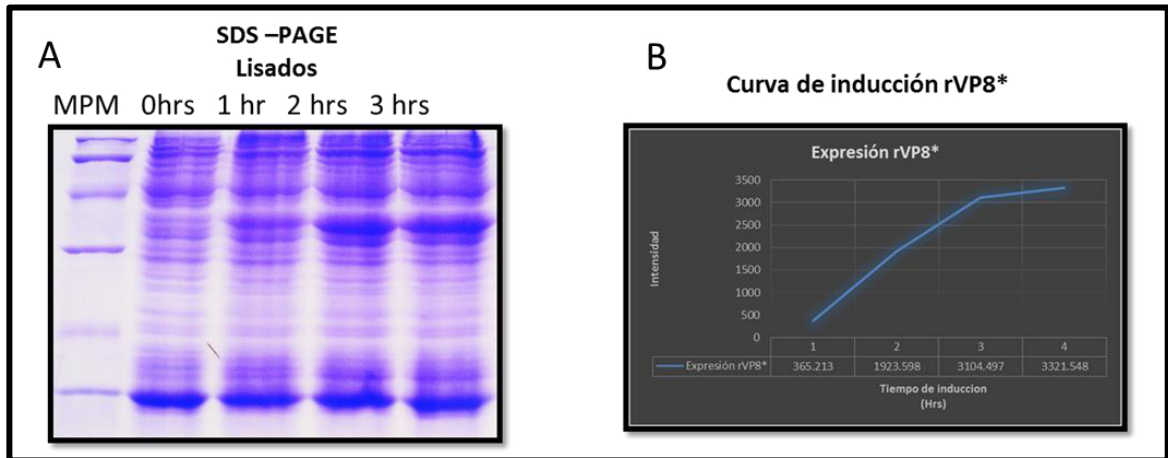 A
SDS –PAGE
Lisados
MPM 0hrs 1 hr 2 hrs 3 hrs
B
Curva de inducción rVP8*
Expresión rVP8*
Intensidad
3500
3000
2500
2000
1500
1000
500
0
1 2 3 4
Expresión rVP8* 365.213 1923.598 3104.497 3321.548
Tiempo de induccion
(Hrs)